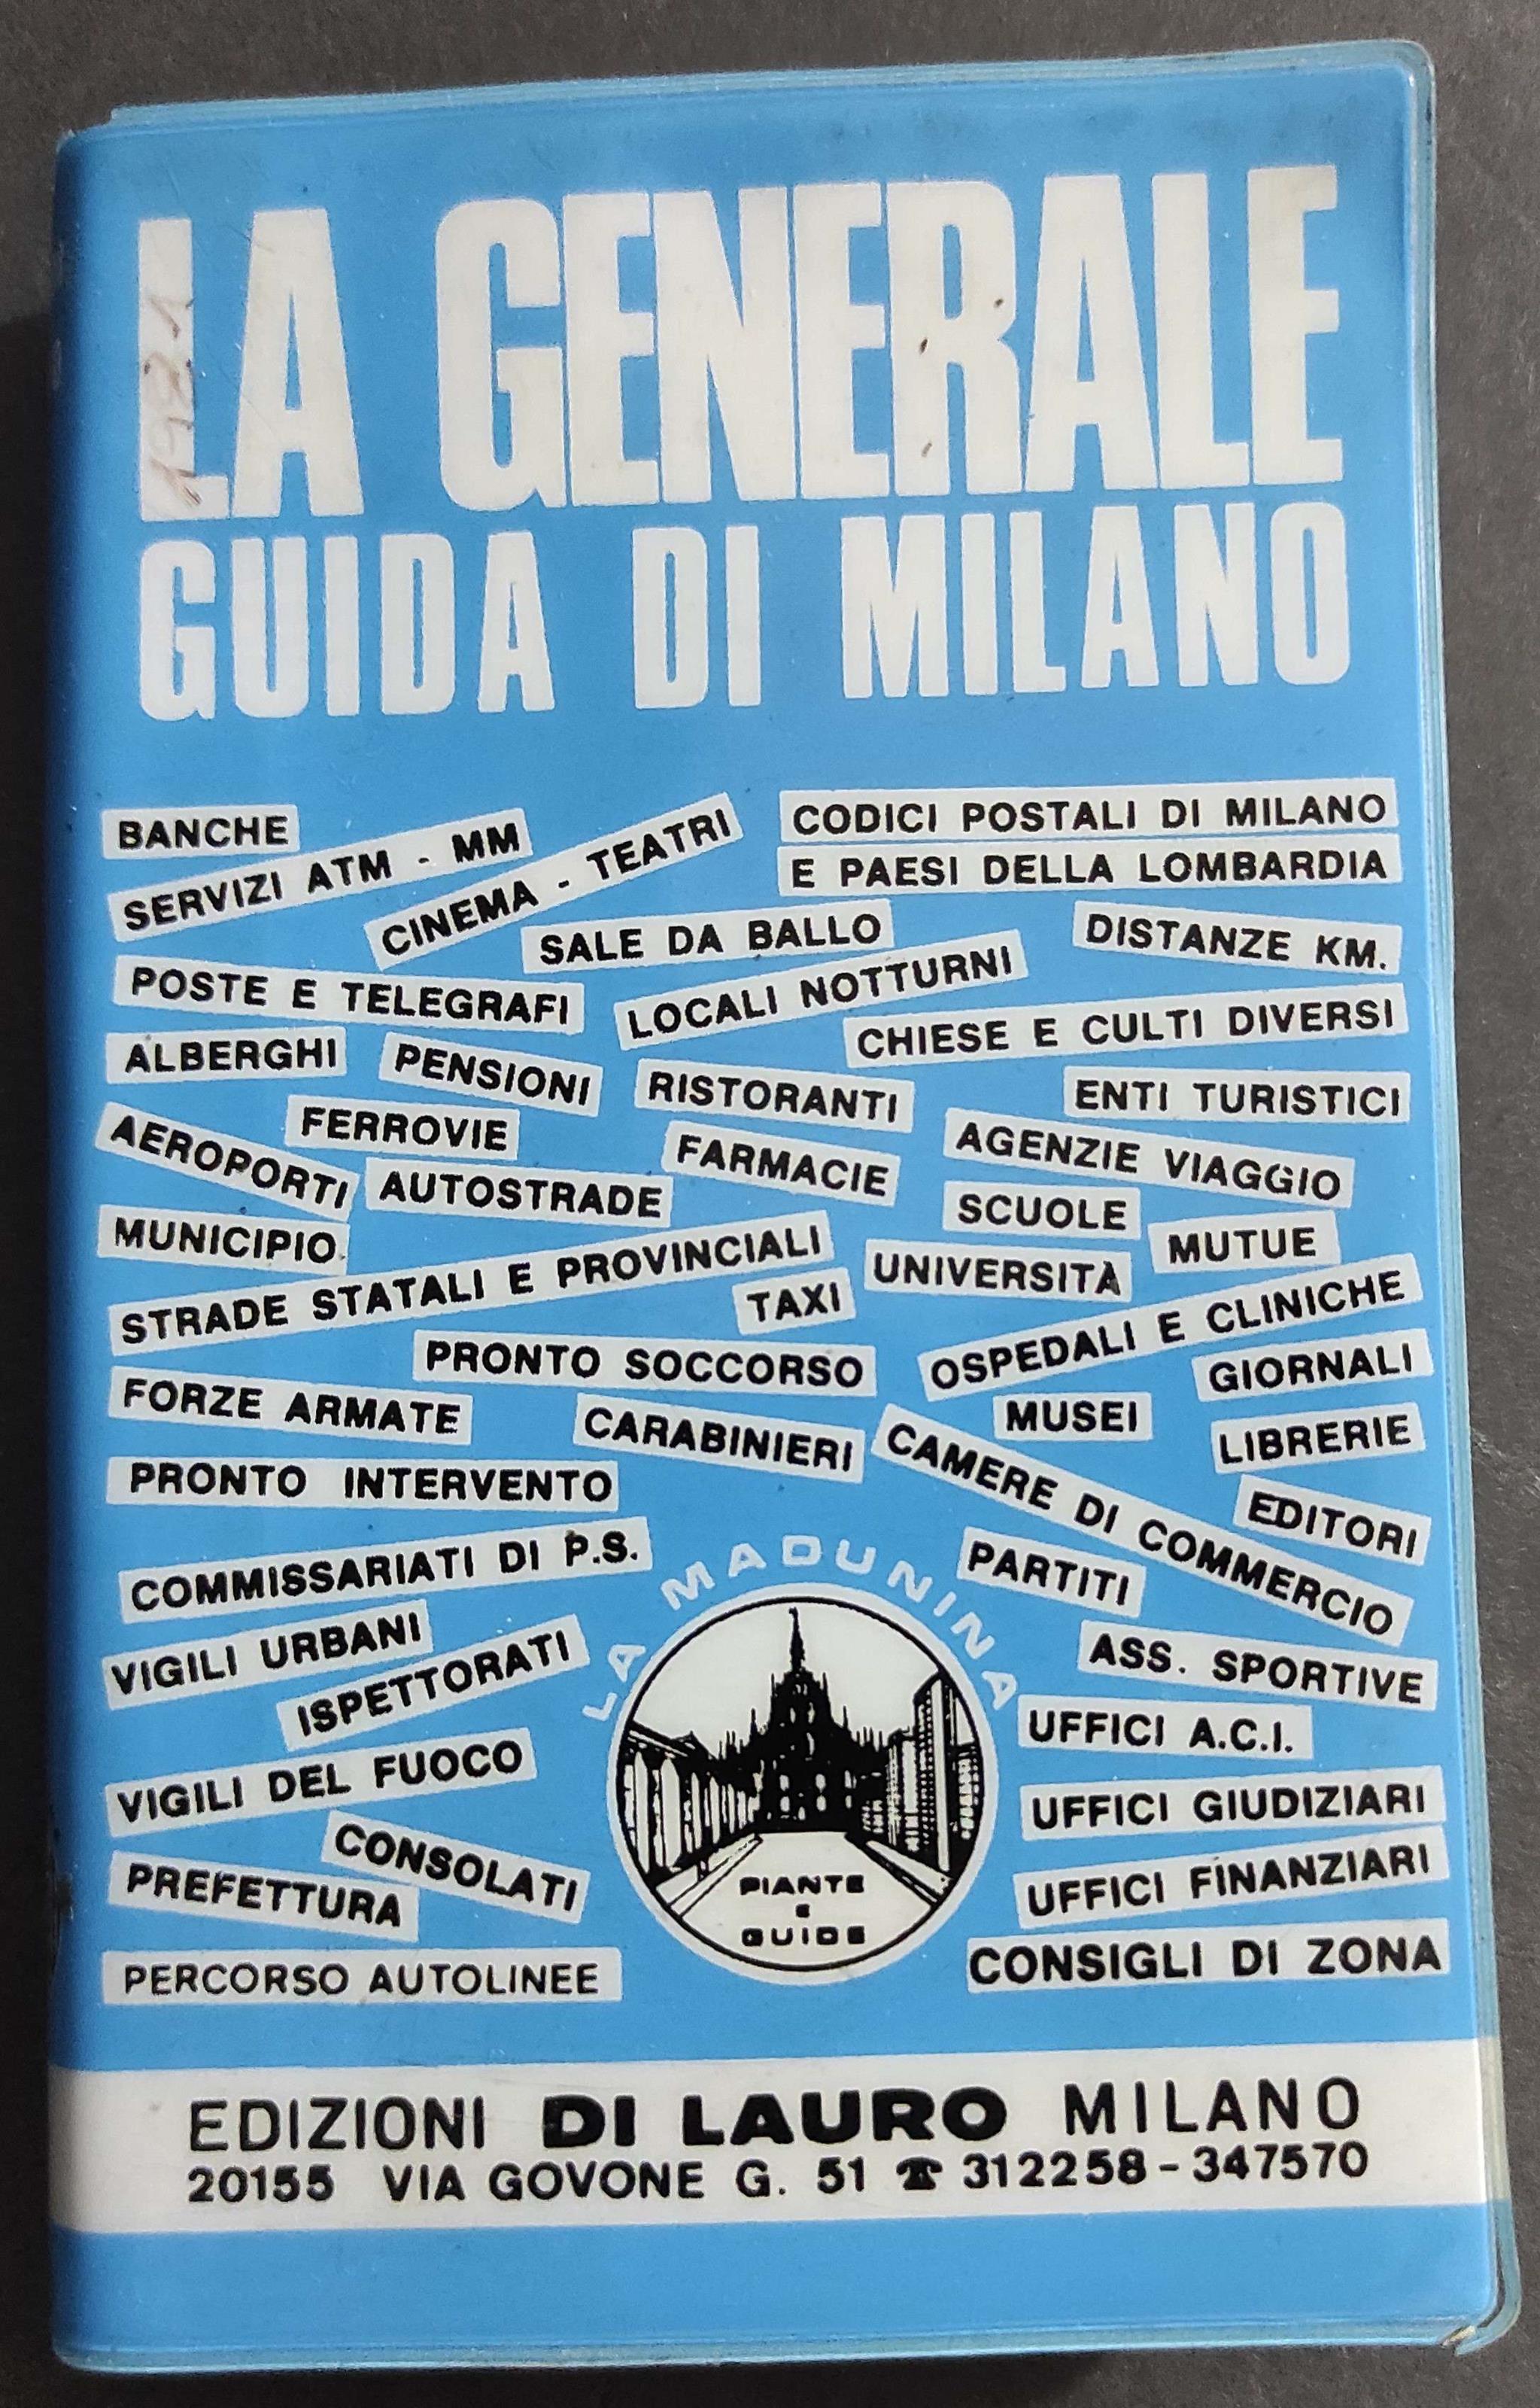 LA GENERALE
GUIDA DI MILANO
BANCHE
SERVIZI ATM - MM
CINEMA - TEATRI
CODICI POSTALI DI MILANO
E PAESI DELLA LOMBARDIA
SALE DA BALLO
DISTANZE KM.
POSTE E TELEGRAFI
LOCALI NOTTURNI
CHIESE E CULTI DIVERSI
ALBERGHI
PENSIONI
RISTORANTI
ENTI TURISTICI
AEROPORTI
FERROVIE
FARMACIE
AGENZIE VIAGGIO
AUTOSTRADE
SCUOLE
MUNICIPIO
MUTUE
STRADE STATALI E PROVINCIALI
UNIVERSITÀ
TAXI
OSPEDALI E CLINICHE
PRONTO SOCCORSO
GIORNALI
FORZE ARMATE
CARABINIERI
MUSEI
LIBRERIE
CAMERE DI COMMERCIO
PRONTO INTERVENTO
EDITORI
COMMISSARIATI DI P.S.
PARTITI
VIGILI URBANI
ISPETTORATI
ASS. SPORTIVE
UFFICI A.C.I.
VIGILI DEL FUOCO
UFFICI GIUDIZIARI
CONSOLATI
PREFETTURA
UFFICI FINANZIARI
PERCORSO AUTOLINEE
CONSIGLI DI ZONA
LA MADUNINA
PIANTE
E
GUIDE
EDIZIONI DI LAURO MILANO
20155 VIA GOVONE G. 51 ☎ 312258-347570